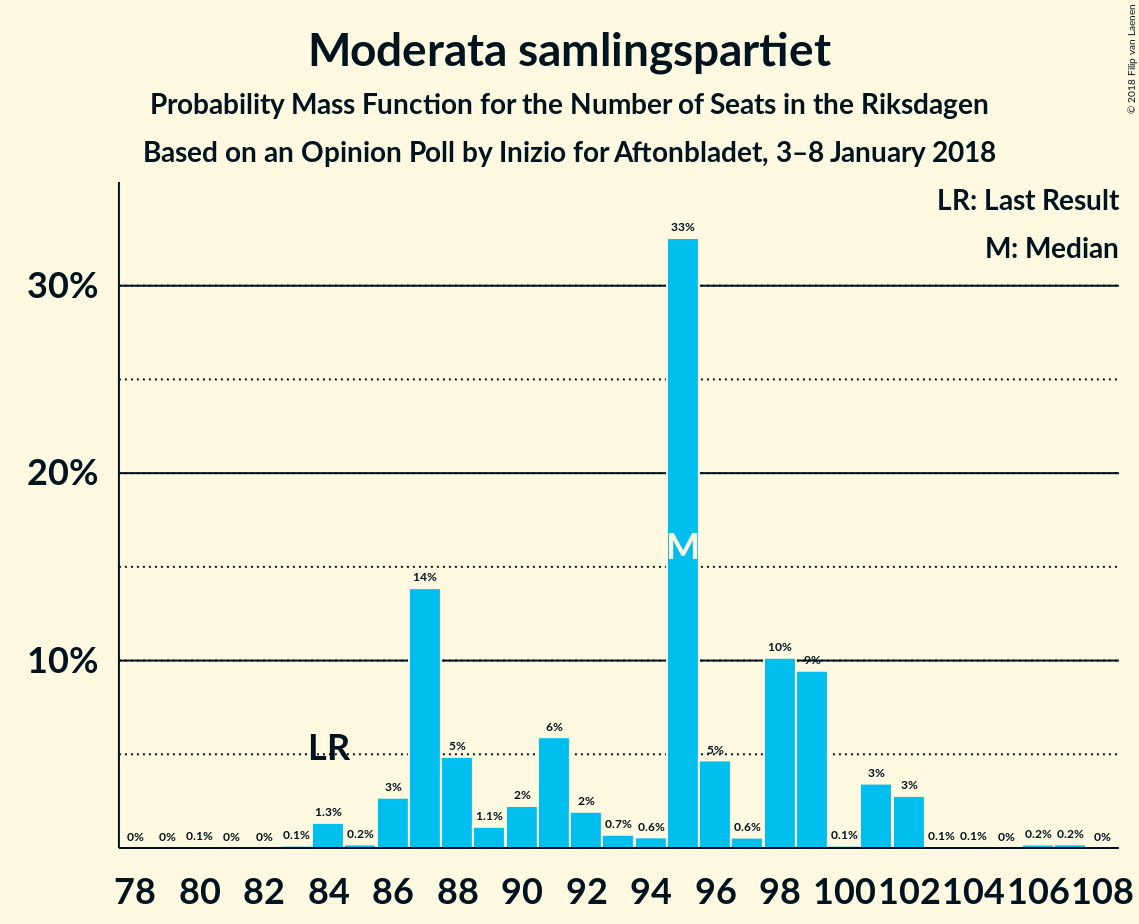 Moderata samlingspartiet
Probability Mass Function for the Number of Seats in the Riksdagen
Based on an Opinion Poll by Inizio for Aftonbladet, 3–8 January 2018
© 2018 Filip van Laenen
LR: Last Result
M: Median
30%
20%
10%
LR
M
0% 0% 0.1% 0% 0% 0.1% 1.3% 0.2% 3% 14% 5% 1.1% 2% 6% 2% 0.7% 0.6% 33% 5% 0.6% 10% 9% 0.1% 3% 3% 0.1% 0.1% 0% 0.2% 0.2% 0%
78 80 82 84 86 88 90 92 94 96 98 100 102 104 106 108